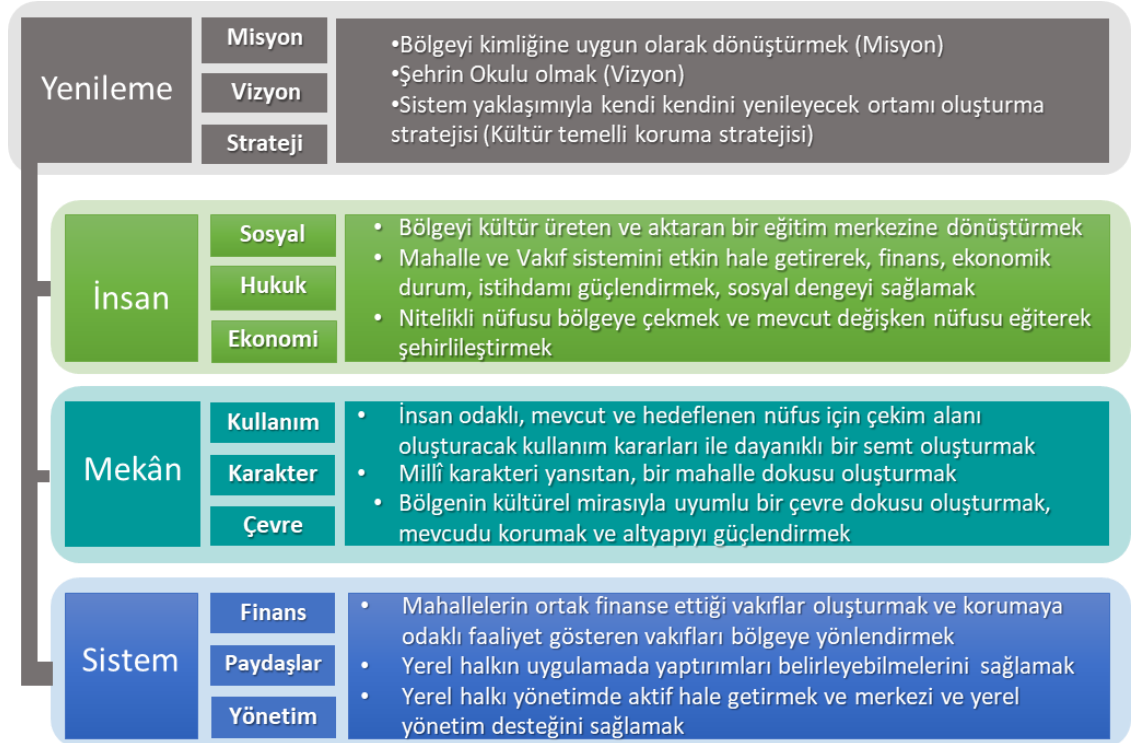 Yenileme
Misyon
Vizyon
Strateji
•Bölgeyi kimliğine uygun olarak dönüştürmek (Misyon)
•Şehrin Okulu olmak (Vizyon)
•Sistem yaklaşımıyla kendi kendini yenileyecek ortamı oluşturma
stratejisi (Kültür temelli koruma stratejisi)
İnsan
Sosyal
Hukuk
Ekonomi
• Bölgeyi kültür üreten ve aktaran bir eğitim merkezine dönüştürmek
• Mahalle ve Vakıf sistemini etkin hale getirerek, finans, ekonomik
durum, istihdamı güçlendirmek, sosyal dengeyi sağlamak
• Nitelikli nüfusu bölgeye çekmek ve mevcut değişken nüfusu eğiterek
şehirlileştirmek
Mekân
Kullanım
Karakter
Çevre
• İnsan odaklı, mevcut ve hedeflenen nüfus için çekim alanı
oluşturacak kullanım kararları ile dayanıklı bir semt oluşturmak
• Millî karakteri yansıtan, bir mahalle dokusu oluşturmak
• Bölgenin kültürel mirasıyla uyumlu bir çevre dokusu oluşturmak,
mevcudu korumak ve altyapıyı güçlendirmek
Sistem
Finans
Paydaşlar
Yönetim
• Mahallelerin ortak finanse ettiği vakıflar oluşturmak ve korumaya
odaklı faaliyet gösteren vakıfları bölgeye yönlendirmek
• Yerel halkın uygulamada yaptırımları belirleyebilmelerini sağlamak
• Yerel halkı yönetimde aktif hale getirmek ve merkezi ve yerel
yönetim desteğini sağlamak